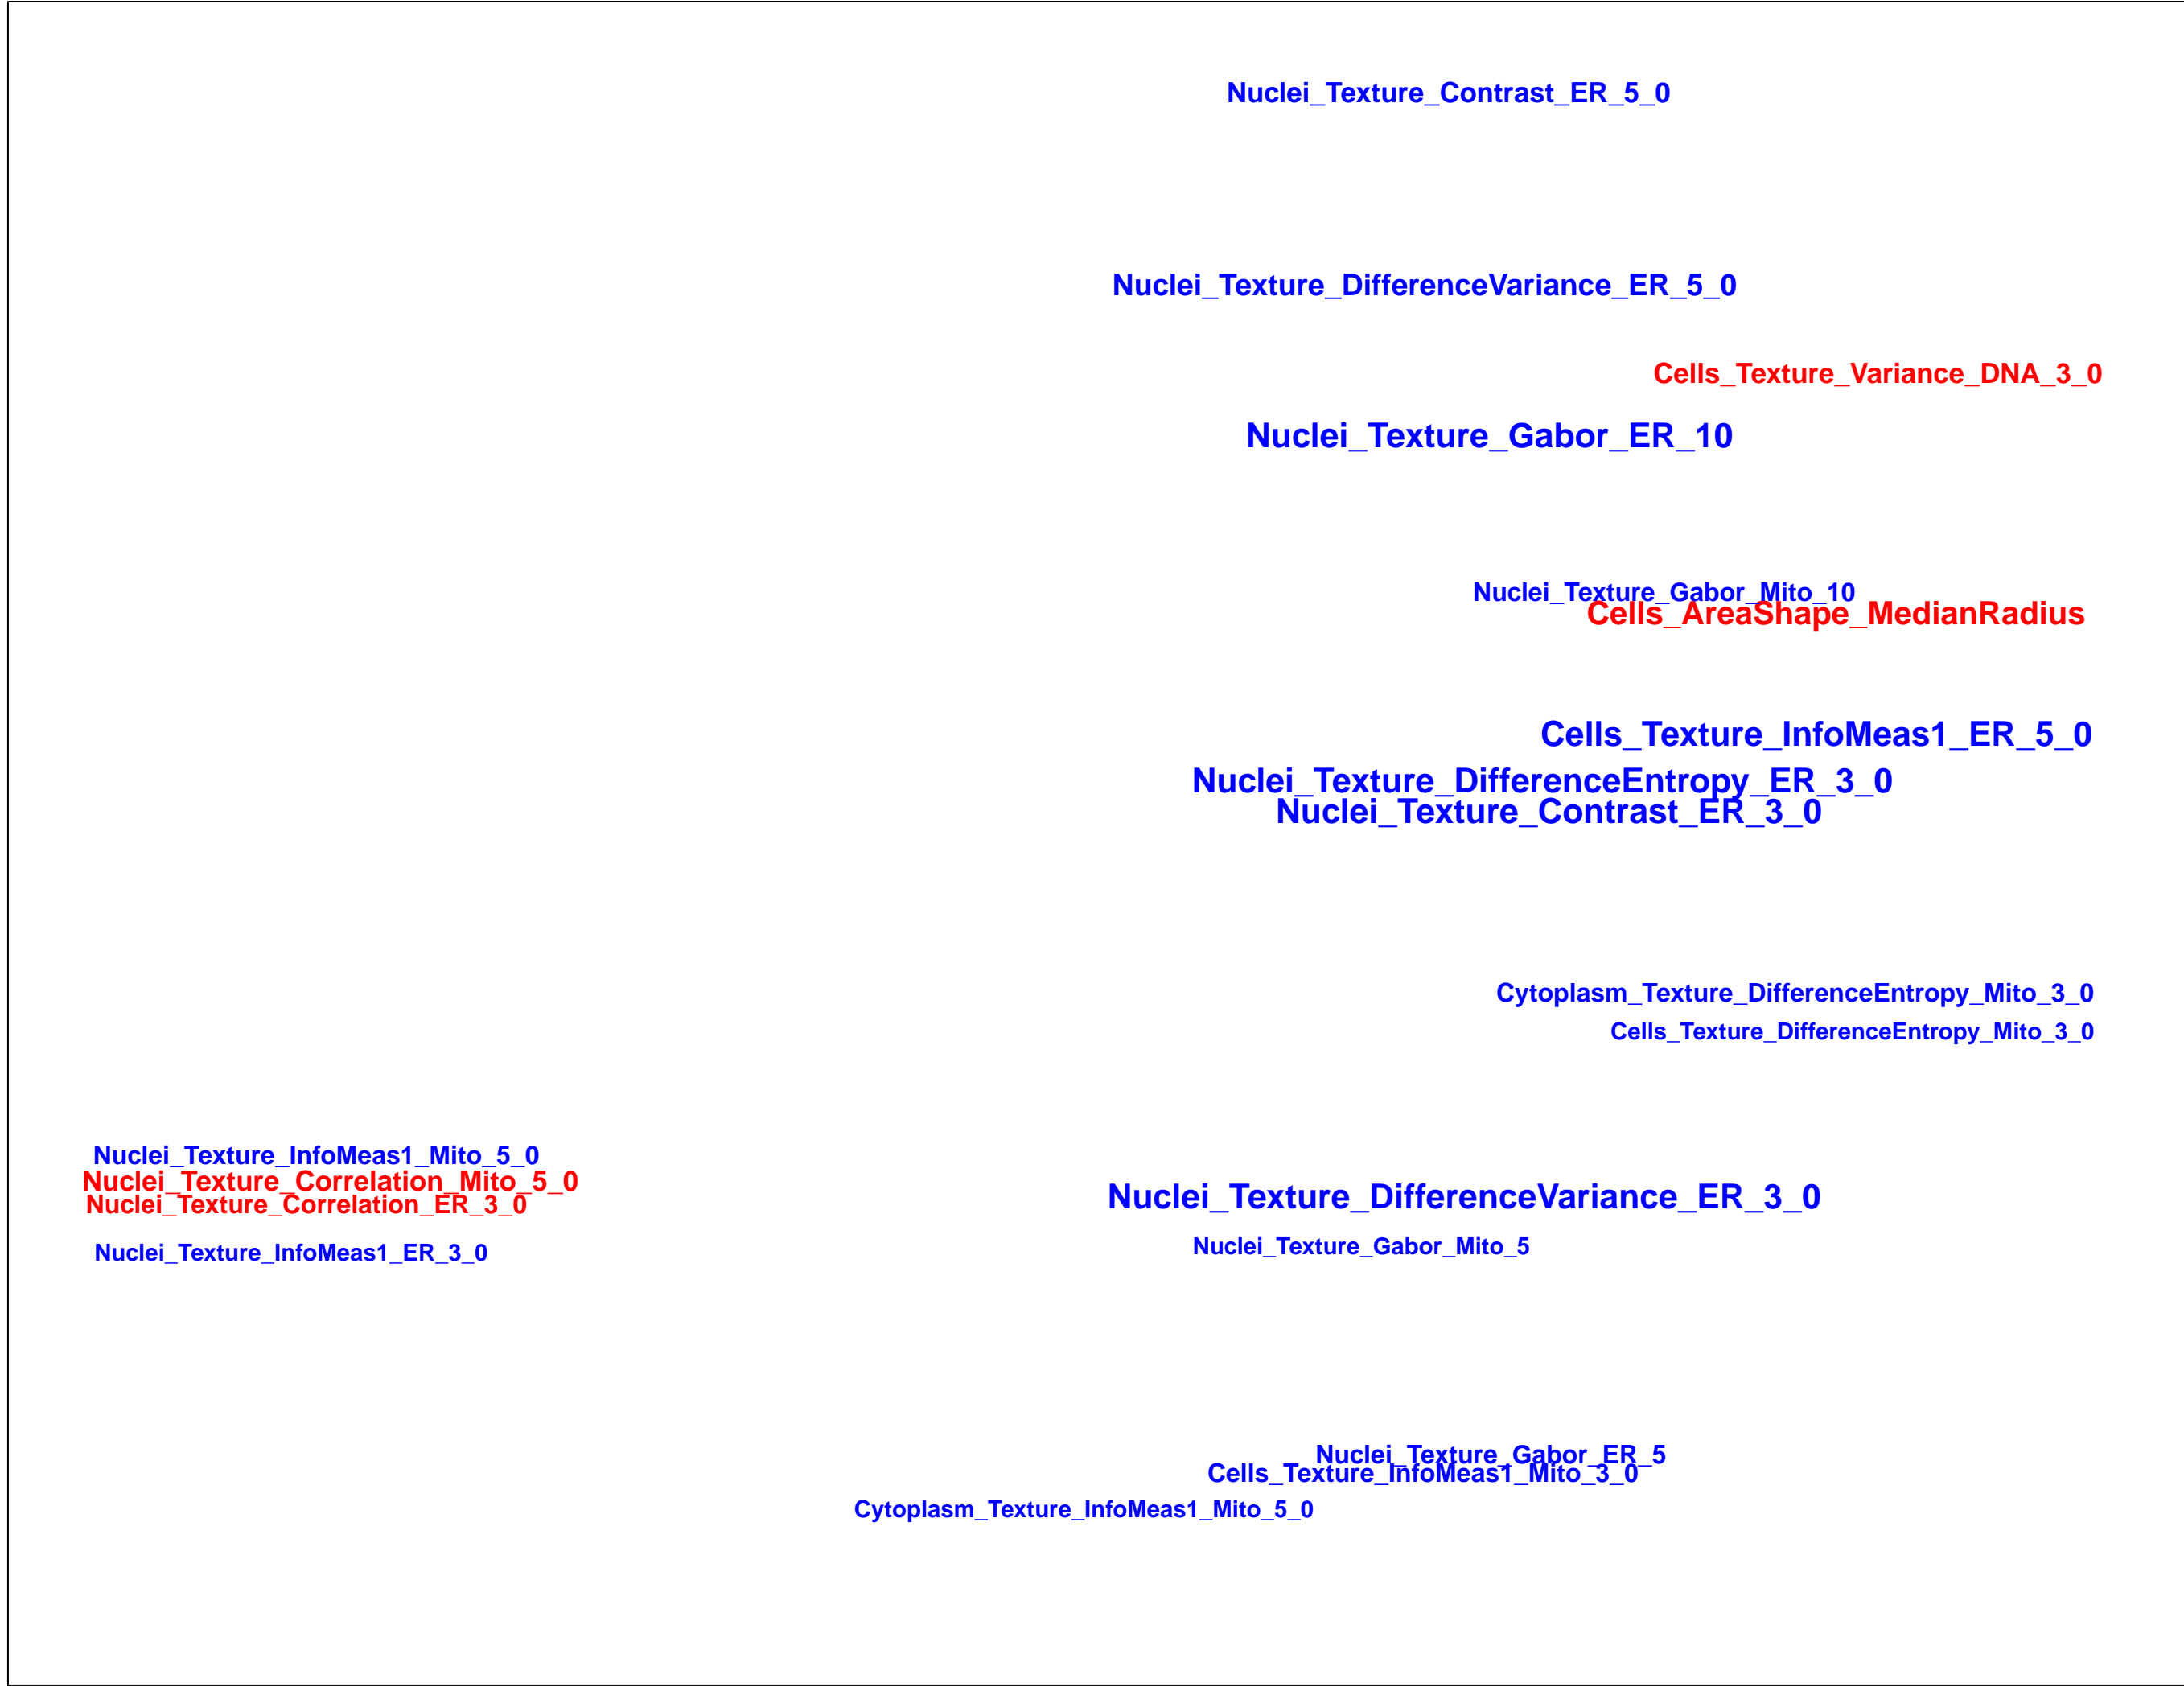 Nuclei_Texture_Contrast_ER_5_0
Nuclei_Texture_DifferenceVariance_ER_5_0
Cells_Texture_Variance_DNA_3_0
Nuclei_Texture_Gabor_ER_10
Nuclei_Texture_Gabor_Mito_10
Cells_AreaShape_MedianRadius
Cells_Texture_InfoMeas1_ER_5_0
Nuclei_Texture_DifferenceEntropy_ER_3_0
Nuclei_Texture_Contrast_ER_3_0
Cytoplasm_Texture_DifferenceEntropy_Mito_3_0
Cells_Texture_DifferenceEntropy_Mito_3_0
Nuclei_Texture_InfoMeas1_Mito_5_0
Nuclei_Texture_Correlation_Mito_5_0
Nuclei_Texture_Correlation_ER_3_0
Nuclei_Texture_DifferenceVariance_ER_3_0
Nuclei_Texture_InfoMeas1_ER_3_0
Nuclei_Texture_Gabor_Mito_5
Nuclei_Texture_Gabor_ER_5
Cells_Texture_InfoMeas1_Mito_3_0
Cytoplasm_Texture_InfoMeas1_Mito_5_0